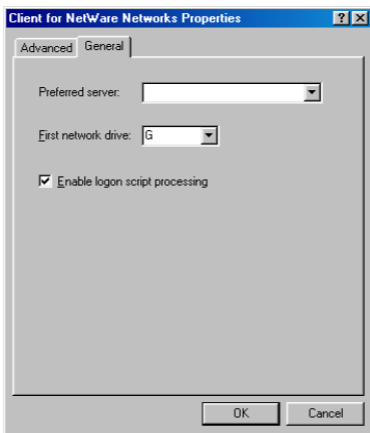 Client for NetWare Networks Properties
Advanced General
Preferred server:
First network drive: G
Enable logon script processing
OK Cancel